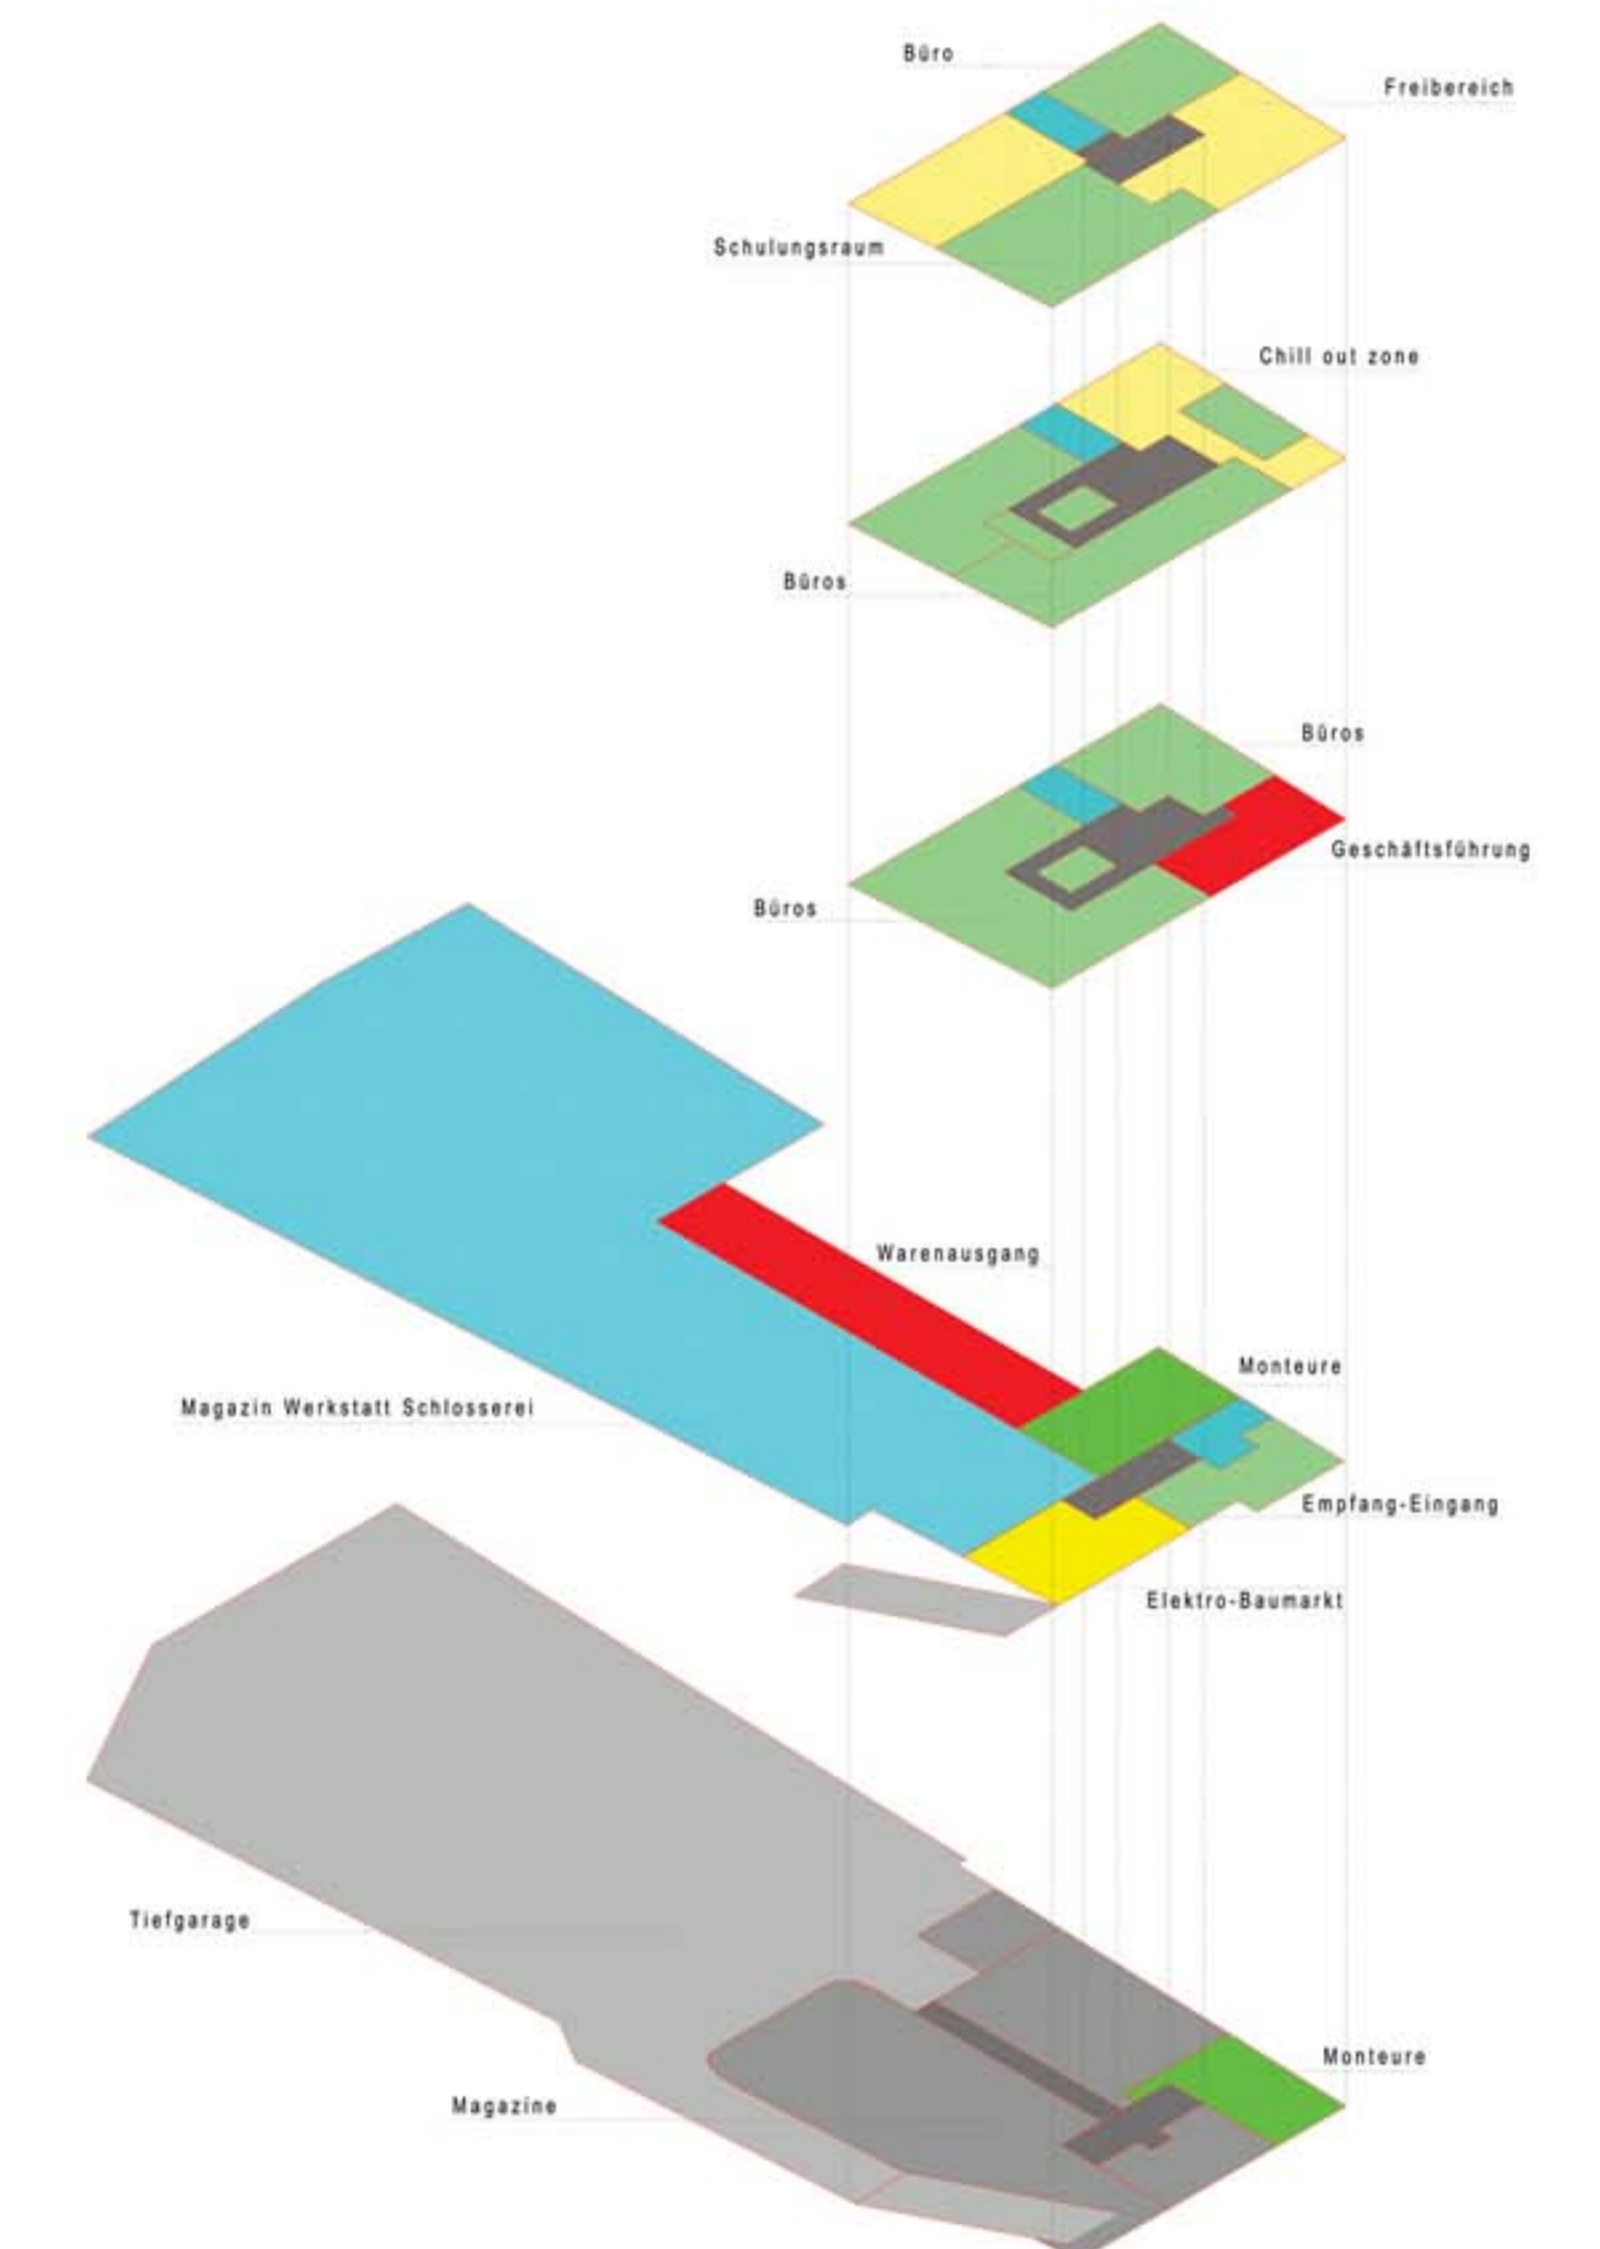 Büro
Freibereich
Schulungsraum
Chill out zone
Büros
Büros
Geschäftsführung
Büros
Warenausgang
Monteure
Magazin Werkstatt Schlosserei
Empfang-Eingang
Elektro-Baumarkt
Tiefgarage
Monteure
Magazine